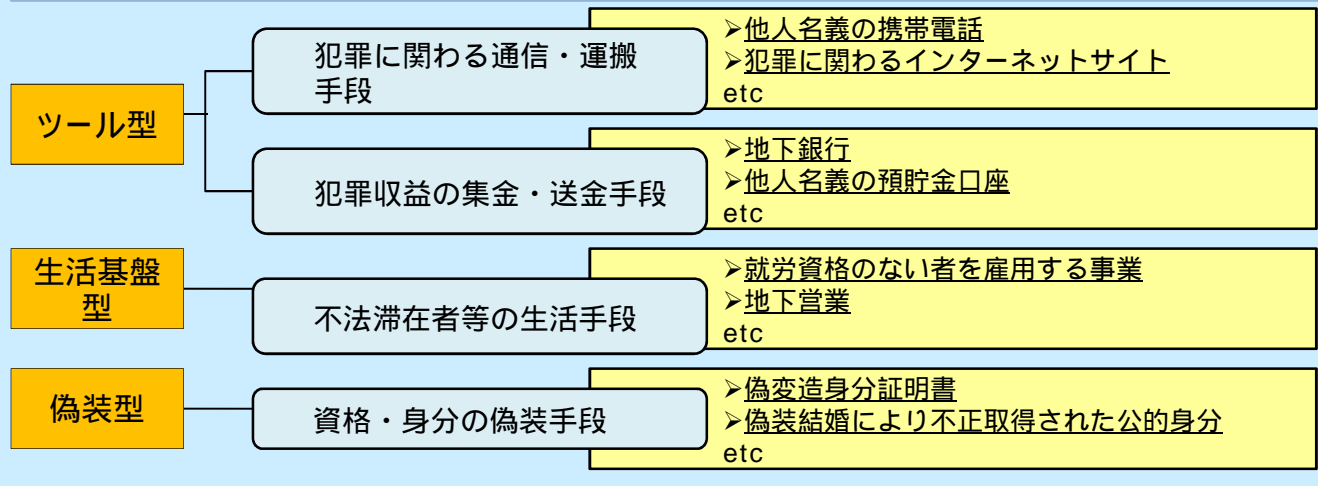 ツール型
犯罪に関わる通信・運搬
手段
➢他人名義の携帯電話
➢犯罪に関わるインターネットサイト
etc
犯罪収益の集金・送金手段
➢地下銀行
➢他人名義の預貯金口座
etc
生活基盤
型
不法滞在者等の生活手段
➢就労資格のない者を雇用する事業
➢地下営業
etc
偽装型
資格・身分の偽装手段
➢偽変造身分証明書
➢偽装結婚により不正取得された公的身分
etc